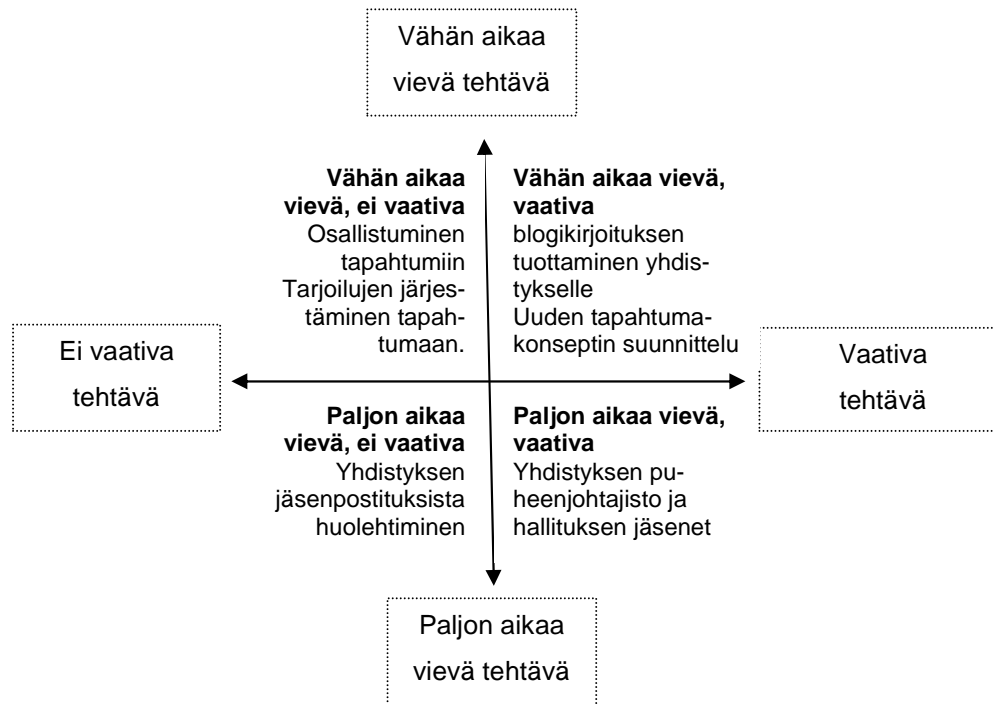 Vähän aikaa
vievä tehtävä
Vähän aikaa
vievä, ei vaativa
Osallistuminen
tapahtumiin
Tarjoilujen järjes-
täminen tapah-
tumaan.
Vähän aikaa vievä,
vaativa
blogikirjoituksen
tuottaminen yhdis-
tykselle
Uuden tapahtuma-
konseptin suunnittelu
Ei vaativa
tehtävä
Vaativa
tehtävä
Paljon aikaa
vievä, ei vaativa
Yhdistyksen
jäsenpostituksista
huolehtiminen
Paljon aikaa vievä,
vaativa
Yhdistyksen pu-
heenjohtajisto ja
hallituksen jäsenet
Paljon aikaa
vievä tehtävä